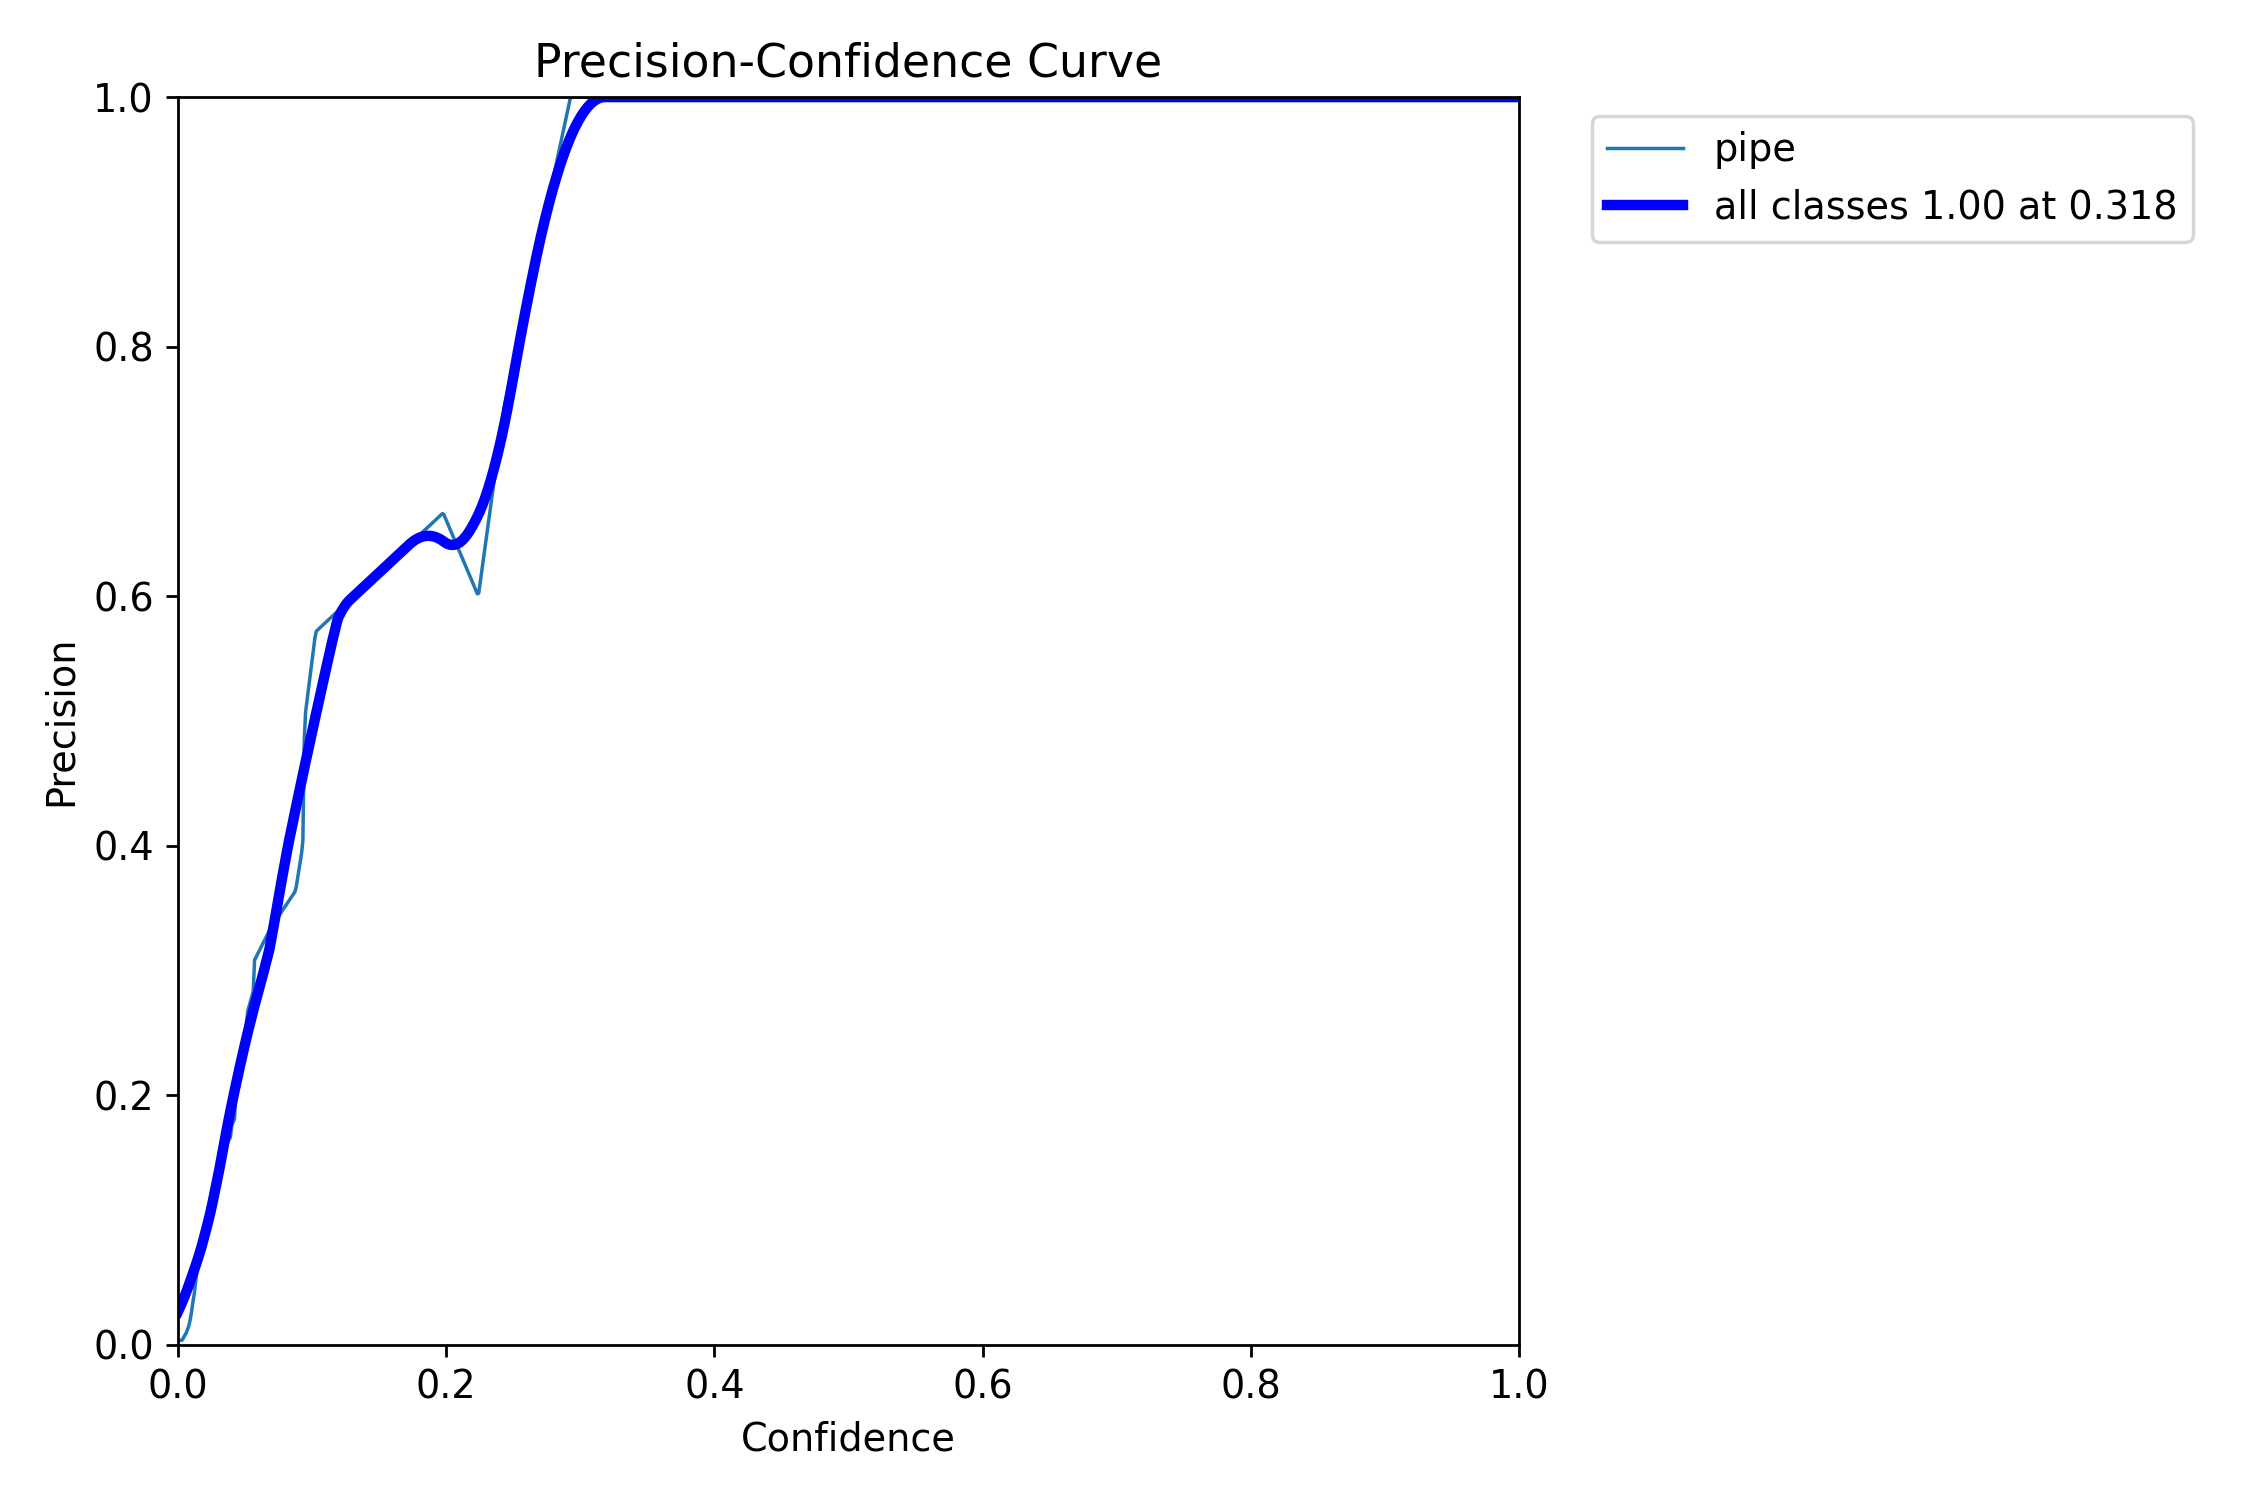 Precision-Confidence Curve
1.0
0.8
0.6
0.4
0.2
0.0
Precision
0.0 0.2 0.4 0.6 0.8 1.0
Confidence
pipe
all classes 1.00 at 0.318